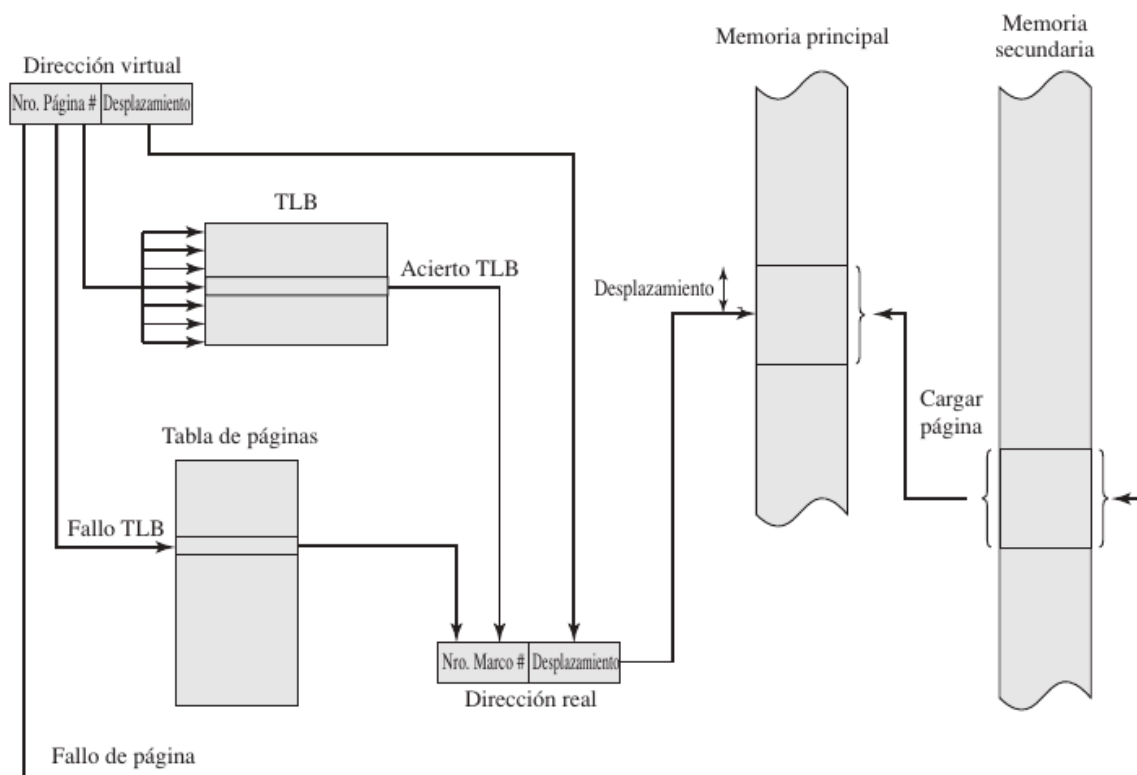 Memoria principal
Memoria
secundaria
Dirección virtual
Nro. Página # Desplazamiento
TLB
Acierto TLB
Desplazamiento
Cargar
página
Tabla de páginas
Fallo TLB
Nro. Marco # Desplazamiento
Dirección real
Fallo de página